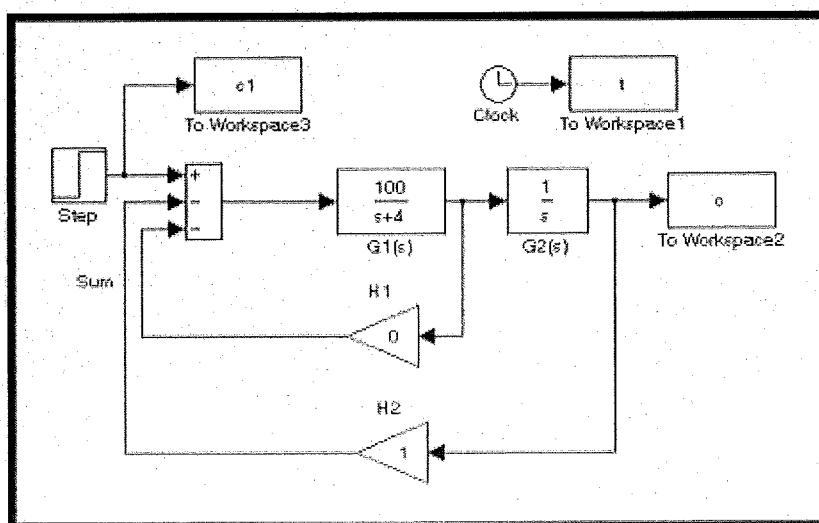 c1
To Workspace3
Clock
t
To Workspace1
Step
+
−
−
Sum
100
s+4
G1(s)
1
s
G2(s)
o
To Workspace2
H1
0
H2
1